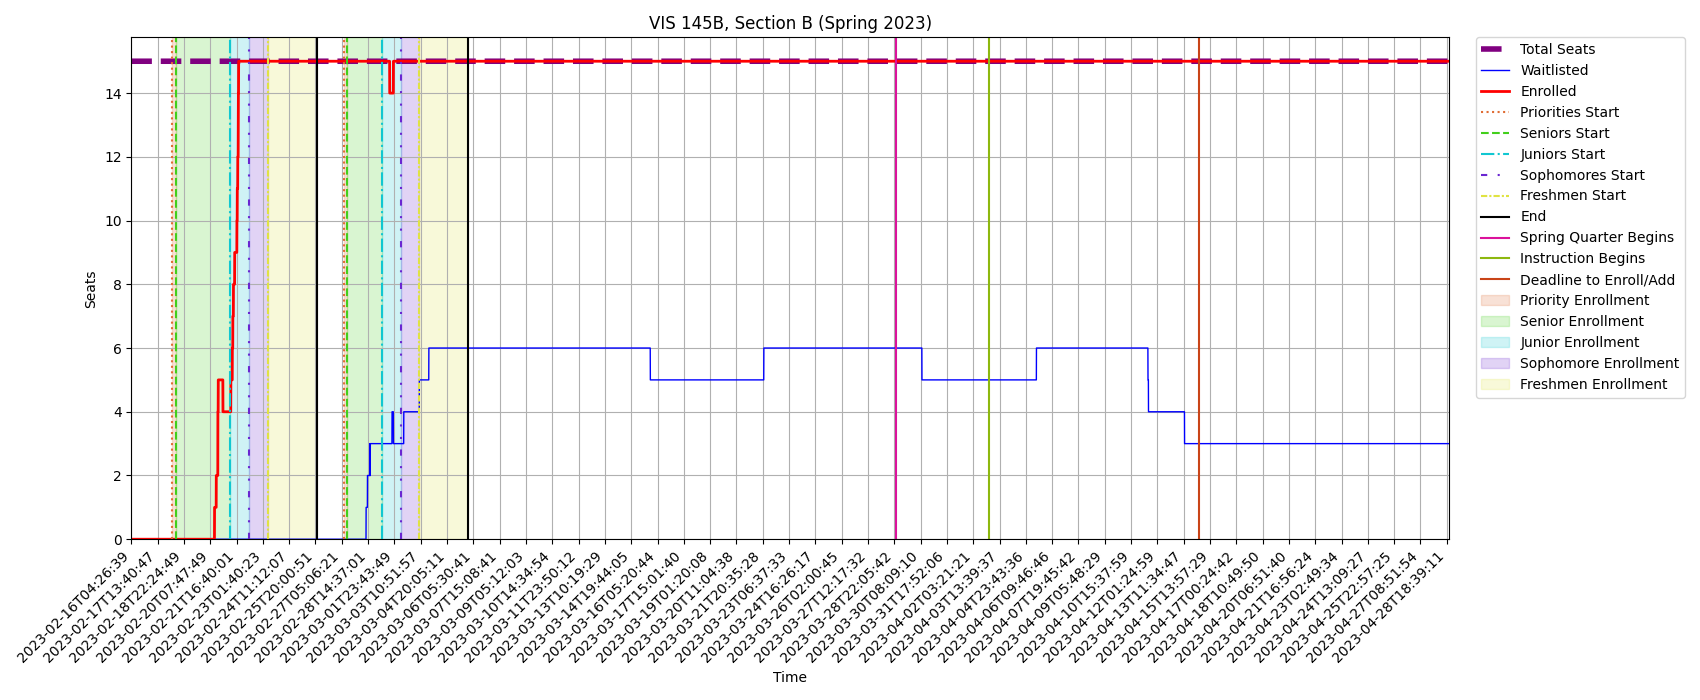 VIS 145B, Section B (Spring 2023)
Seats
14
12
10
8
6
4
2
0
2023-02-16T04:26:39
2023-02-17T13:40:47
2023-02-18T22:24:49
2023-02-20T07:47:49
2023-02-21T16:40:01
2023-02-23T01:40:23
2023-02-24T11:12:07
2023-02-25T20:00:51
2023-02-27T05:06:21
2023-02-28T14:37:01
2023-03-01T23:43:49
2023-03-03T10:51:57
2023-03-04T20:05:11
2023-03-06T05:30:41
2023-03-07T15:08:41
2023-03-09T05:12:03
2023-03-10T14:34:54
2023-03-11T23:50:12
2023-03-13T10:19:29
2023-03-14T19:44:05
2023-03-16T05:20:44
2023-03-17T15:01:40
2023-03-19T01:20:08
2023-03-20T11:04:38
2023-03-21T20:35:28
2023-03-23T06:37:33
2023-03-24T16:26:17
2023-03-26T02:00:45
2023-03-27T12:17:32
2023-03-28T22:05:42
2023-03-30T08:09:10
2023-03-31T17:52:06
2023-04-02T03:21:21
2023-04-03T13:39:37
2023-04-04T23:43:36
2023-04-06T09:46:46
2023-04-07T19:45:42
2023-04-09T05:48:29
2023-04-10T15:37:59
2023-04-12T01:24:59
2023-04-13T11:34:47
2023-04-15T13:57:29
2023-04-17T00:24:42
2023-04-18T10:49:50
2023-04-20T06:51:40
2023-04-21T16:56:24
2023-04-23T02:49:34
2023-04-24T13:09:27
2023-04-25T22:57:25
2023-04-27T08:51:54
2023-04-28T18:39:11
Time
Total Seats
Waitlisted
Enrolled
Priorities Start
Seniors Start
Juniors Start
Sophomores Start
Freshmen Start
End
Spring Quarter Begins
Instruction Begins
Deadline to Enroll/Add
Priority Enrollment
Senior Enrollment
Junior Enrollment
Sophomore Enrollment
Freshmen Enrollment